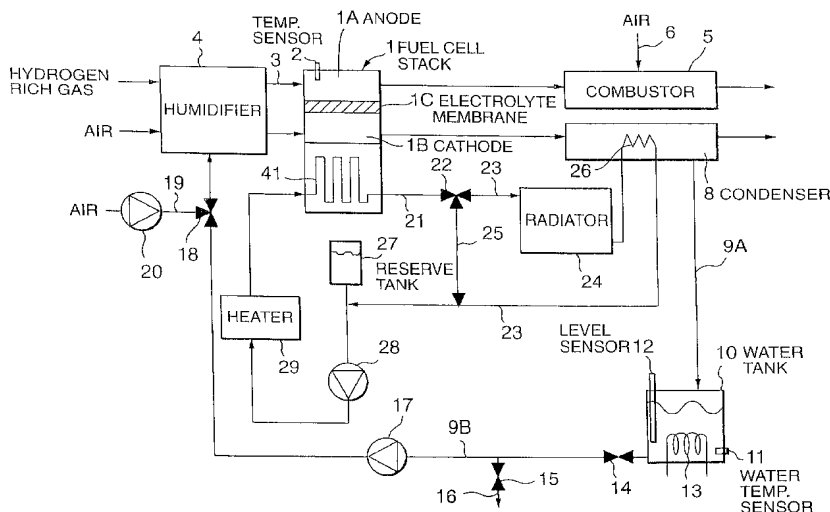 1A ANODE
TEMP.
SENSOR
2
1 FUEL CELL
STACK
AIR
6
5
4
3
HYDROGEN
RICH GAS
HUMIDIFIER
COMBUSTOR
1C ELECTROLYTE
MEMBRANE
AIR
1B CATHODE
26
8 CONDENSER
41
22
23
19
AIR
18
20
21
RADIATOR
25
24
9A
27
RESERVE
TANK
HEATER
29
23
28
LEVEL
SENSOR 12
10 WATER
TANK
17
9B
11
15
16
14
13
WATER
TEMP.
SENSOR